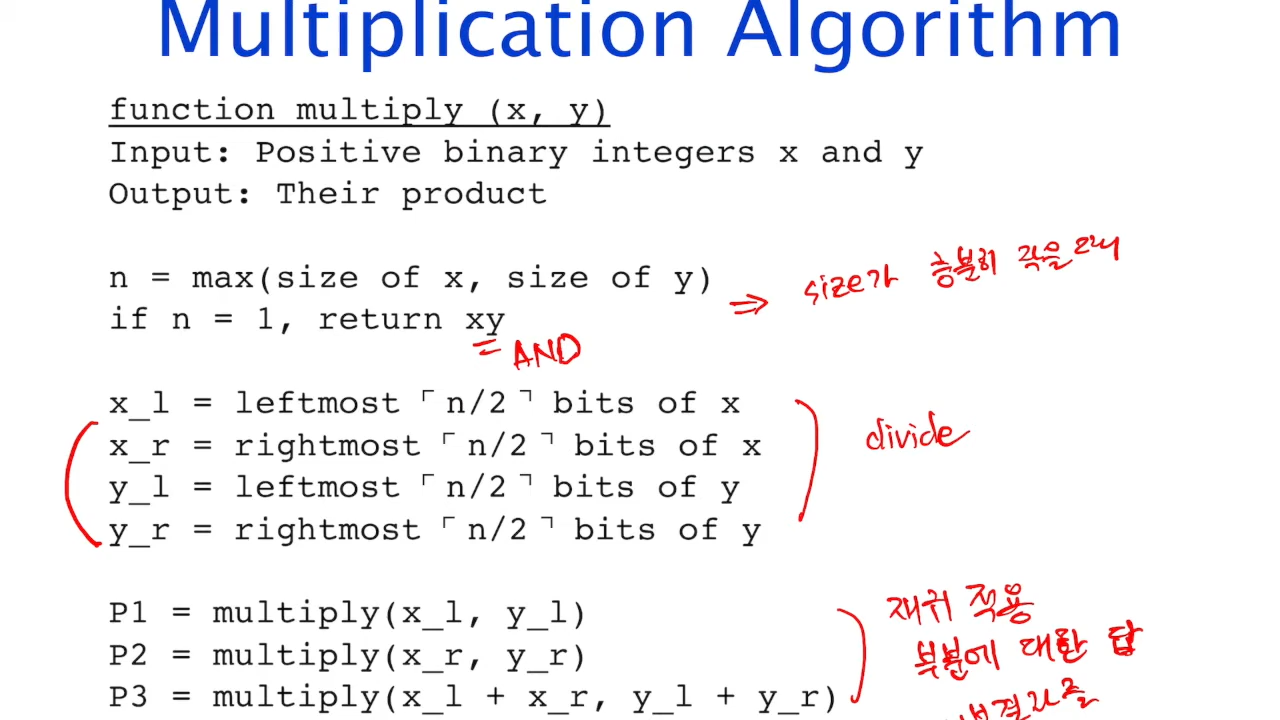 Multiplication Algorithm
function multiply (x, y)
Input: Positive binary integers x and y
Output: Their product
n = max(size of x, size of y)
if n = 1, return xy
⇒ size가 충분히 작을 때
= AND
x_l = leftmost ⌈n/2⌉ bits of x
x_r = rightmost ⌈n/2⌉ bits of x
y_l = leftmost ⌈n/2⌉ bits of y
y_r = rightmost ⌈n/2⌉ bits of y
divide
P1 = multiply(x_l, y_l)
P2 = multiply(x_r, y_r)
P3 = multiply(x_l + x_r, y_l + y_r)
재귀 적용
부분에 대한 답